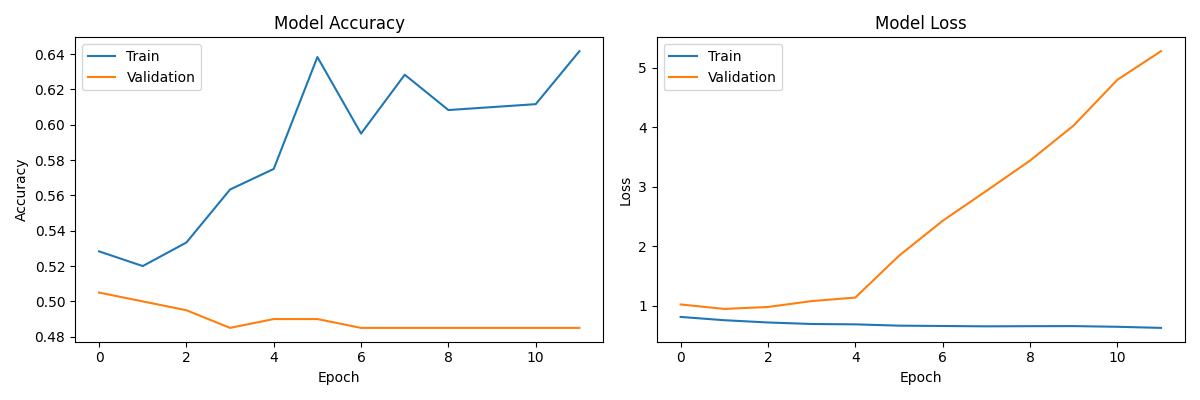 Model Accuracy
Train
Validation
0.64
0.62
0.60
0.58
0.56
0.54
0.52
0.50
0.48
Accuracy
0 2 4 6 8 10
Epoch
Model Loss
Train
Validation
5
4
3
2
1
Loss
0 2 4 6 8 10
Epoch